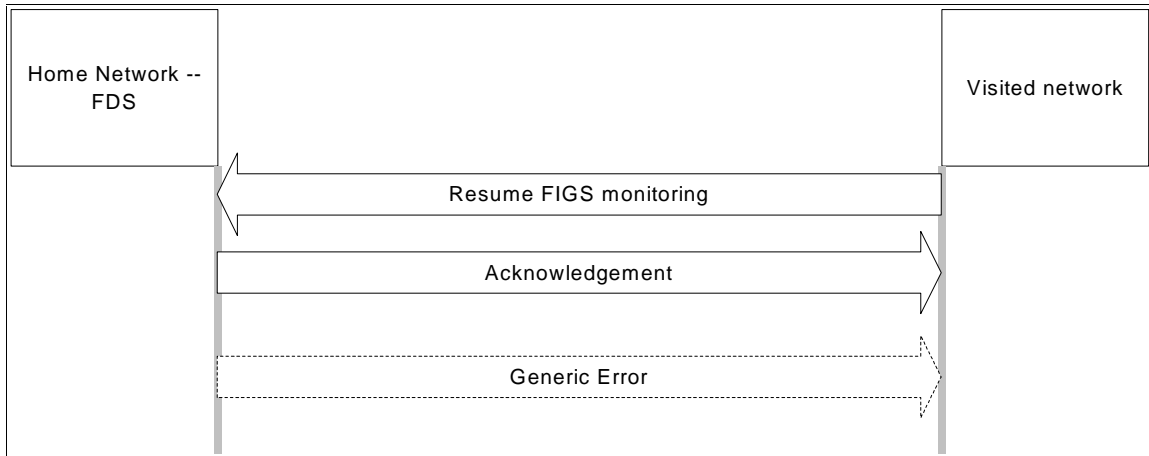 Home Network --
FDS
Visited network
Resume FIGS monitoring
Acknowledgement
Generic Error